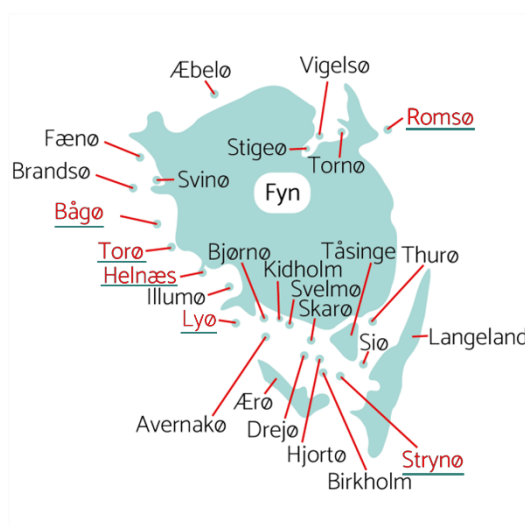 Æbelø
Vigelsø
Romsø
Fænø
Stigeø
Tornø
Brandsø
Svinø
Fyn
Bågø
Torø
Bjørnø
Tåsinge
Thurø
Helnæs
Kidholm
Illumø
Svelmø
Skarø
Lyø
Siø
Langeland
Ærø
Avernakø
Drejø
Hjortø
Strynø
Birkholm